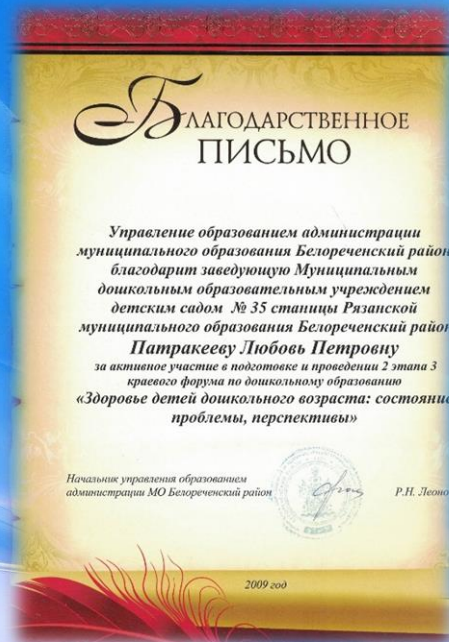 БЛАГОДАРСТВЕННОЕ
ПИСЬМО
Управление образованием администрации
муниципального образования Белореченский район
благодарит заведующую Муниципальным
дошкольным образовательным учреждением
детским садом № 35 станицы Рязанской
муниципального образования Белореченский район
Патракееву Любовь Петровну
за активное участие в подготовке и проведении 2 этапа 3
краевого форума по дошкольному образованию
«Здоровье детей дошкольного возраста: состояние
проблемы, перспективы»
Начальник управления образованием
администрации МО Белореченский район
Р.Н. Леоно
2009 год